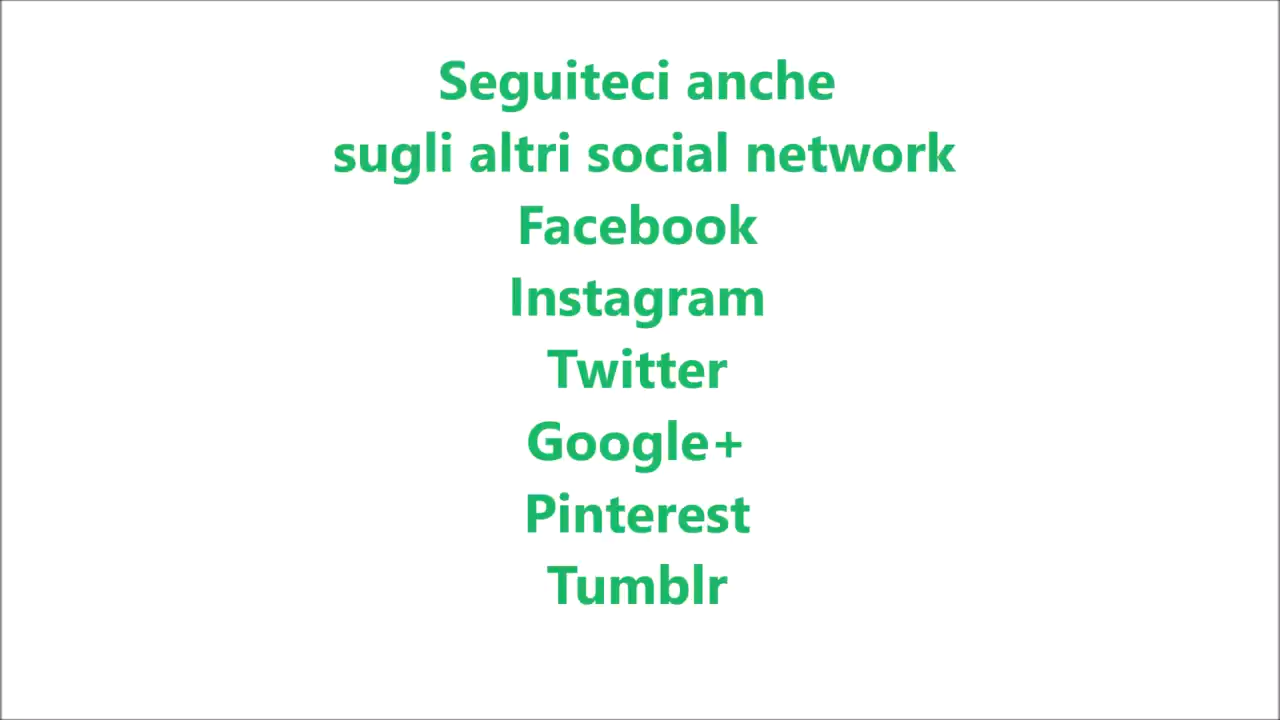 Seguiteci anche
sugli altri social network
Facebook
Instagram
Twitter
Google+
Pinterest
Tumblr